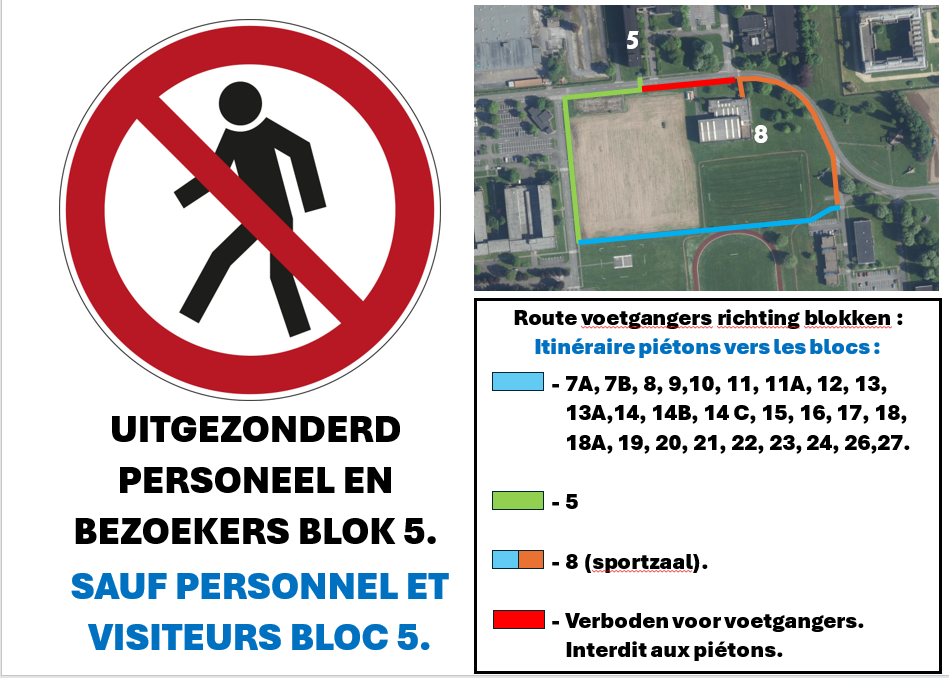 UITGEZONDERD
PERSONEEL EN
BEZOEKERS BLOK 5.
SAUF PERSONNEL ET
VISITEURS BLOC 5.
5
8
Route voetgangers richting blokken :
Itinéraire piétons vers les blocs :
- 7A, 7B, 8, 9,10, 11, 11A, 12, 13,
13A,14, 14B, 14 C, 15, 16, 17, 18,
18A, 19, 20, 21, 22, 23, 24, 26,27.
- 5
- 8 (sportzaal).
- Verboden voor voetgangers.
Interdit aux piétons.